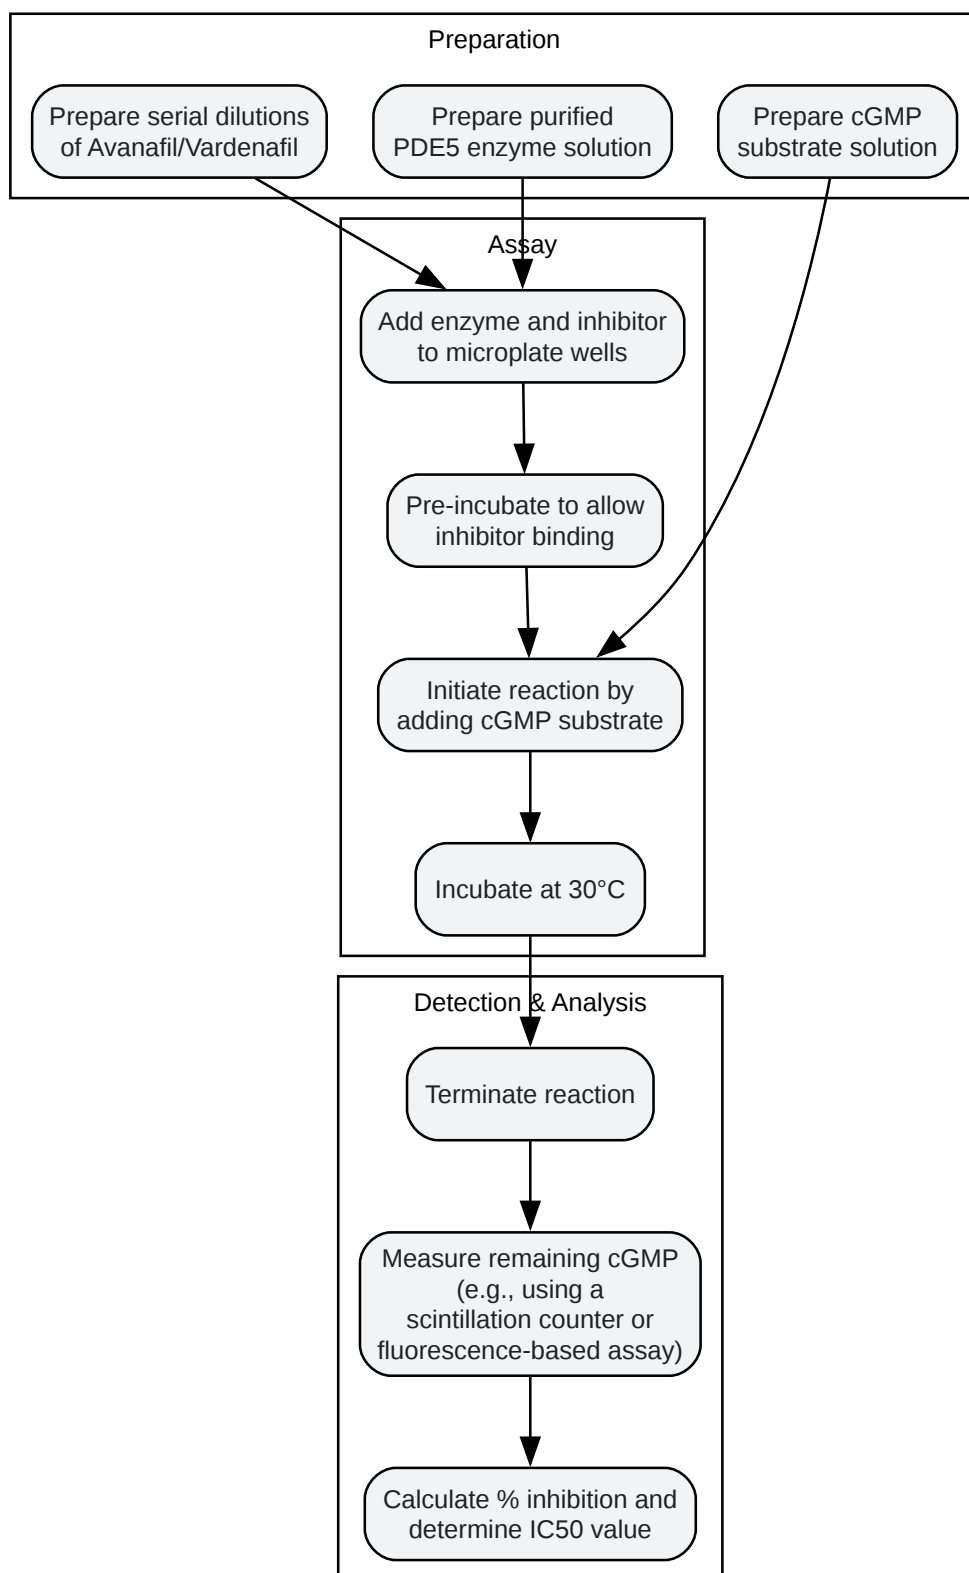 Preparation
Prepare serial dilutions
of Avanafil/Vardenafil
Prepare purified
PDE5 enzyme solution
Prepare cGMP
substrate solution
Assay
Add enzyme and inhibitor
to microplate wells
Pre-incubate to allow
inhibitor binding
Initiate reaction by
adding cGMP substrate
Incubate at 30°C
Detection & Analysis
Terminate reaction
Measure remaining cGMP
(e.g., using a
scintillation counter or
fluorescence-based assay)
Calculate % inhibition and
determine IC50 value